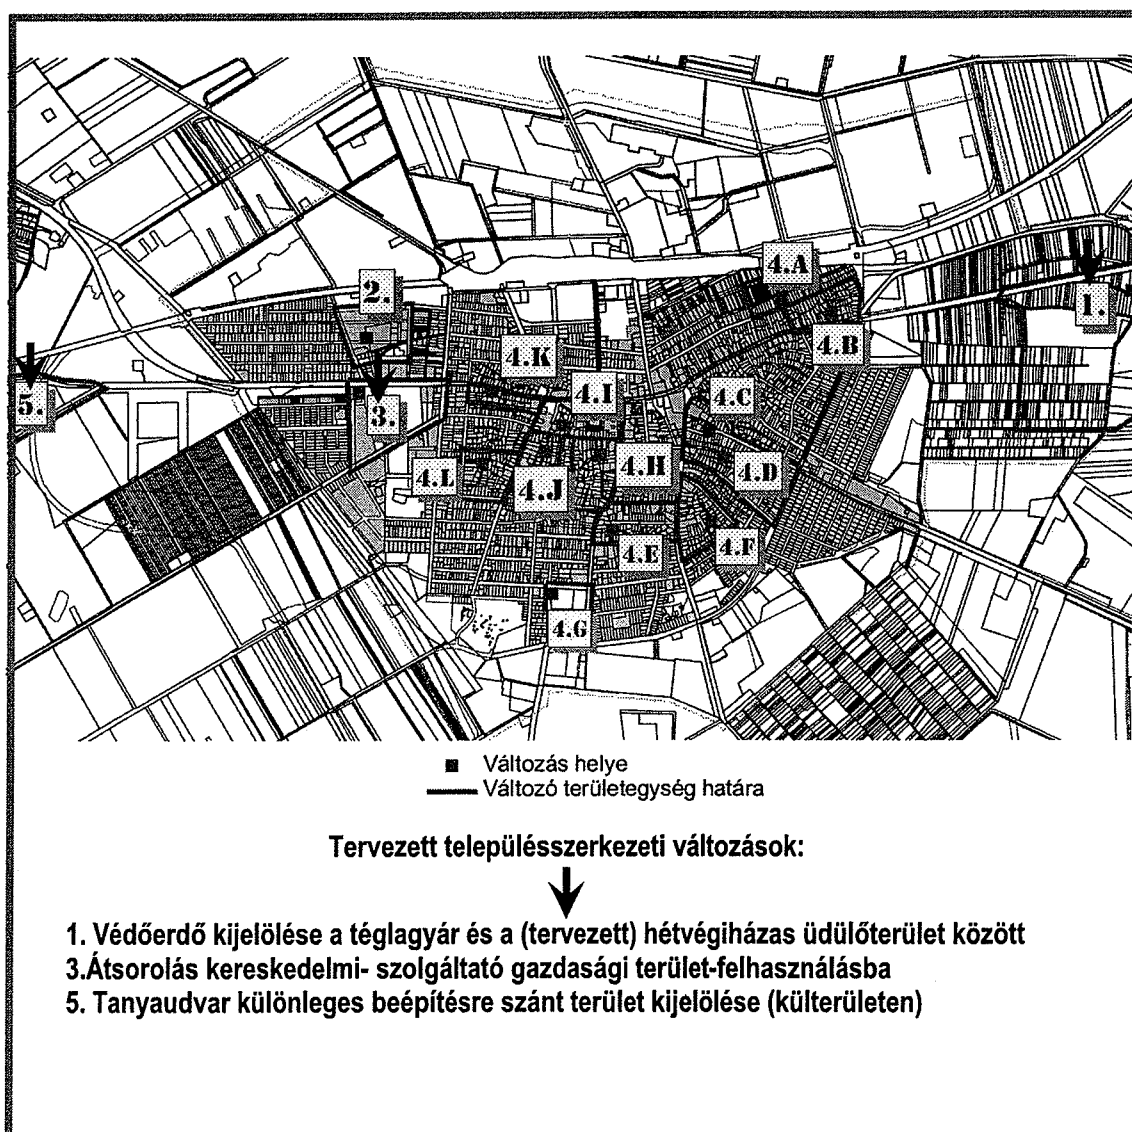 4.A
2.
1.
4.K
4.B
5.
3.
4.I
4.C
4.L
4.J
4.H
4.D
4.E
4.F
4.G
Változás helye
Változó területegység határa
Tervezett településszerkezeti változások:
1. Védőerdő kijelölése a téglagyár és a (tervezett) hétvégiházas üdülőterület között
3.Átsorolás kereskedelmi- szolgáltató gazdasági terület-felhasználásba
5. Tanyaudvar különleges beépítésre szánt terület kijelölése (külterületen)